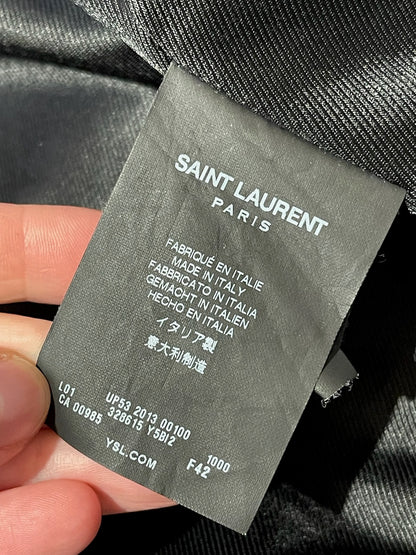 SAINT LAURENT
PARIS
FABRIQUÉ EN ITALIE
MADE IN ITALY
FABBRICATO IN ITALIA
GEMACHT IN ITALIEN
HECHO EN ITALIA
イタリア製
意大利制造
L01 UP53 2013 00100 1000
CA 00985 328615 Y5BI2 F42
YSL.COM